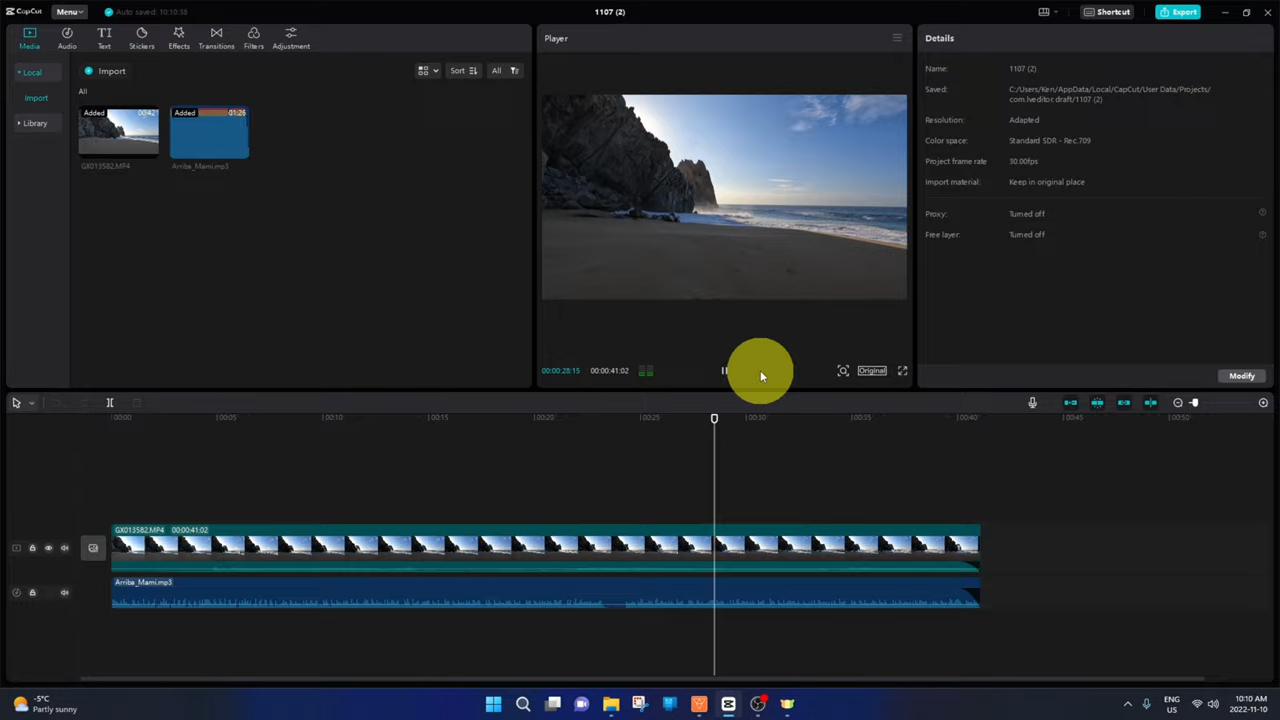 CapCut
Menu
Auto saved: 10:10:38
1107 (2)
Shortcut
Export
Media
Audio
Text
Stickers
Effects
Transitions
Filters
Adjustment
Local
Import
Library
Import
Sort
All
All
Added
00:42
GX013582.MP4
Added
01:26
Arriba_Mami.mp3
Player
00:00:28:15
00:00:41:02
Original
Details
Name:
1107 (2)
Saved:
C:/Users/Ken/AppData/Local/CapCut/User Data/Projects/
com.lveditor.draft/1107 (2)
Resolution:
Adapted
Color space:
Standard SDR - Rec.709
Project frame rate
30.00fps
Import material:
Keep in original place
Proxy:
Turned off
Free layer:
Turned off
Modify
00:00
00:05
00:10
00:15
00:20
00:25
00:30
00:35
00:40
00:45
00:50
GX013582.MP4 00:00:41:02
Arriba_Mami.mp3
-5°C
Partly sunny
ENG
US
10:10 AM
2022-11-10